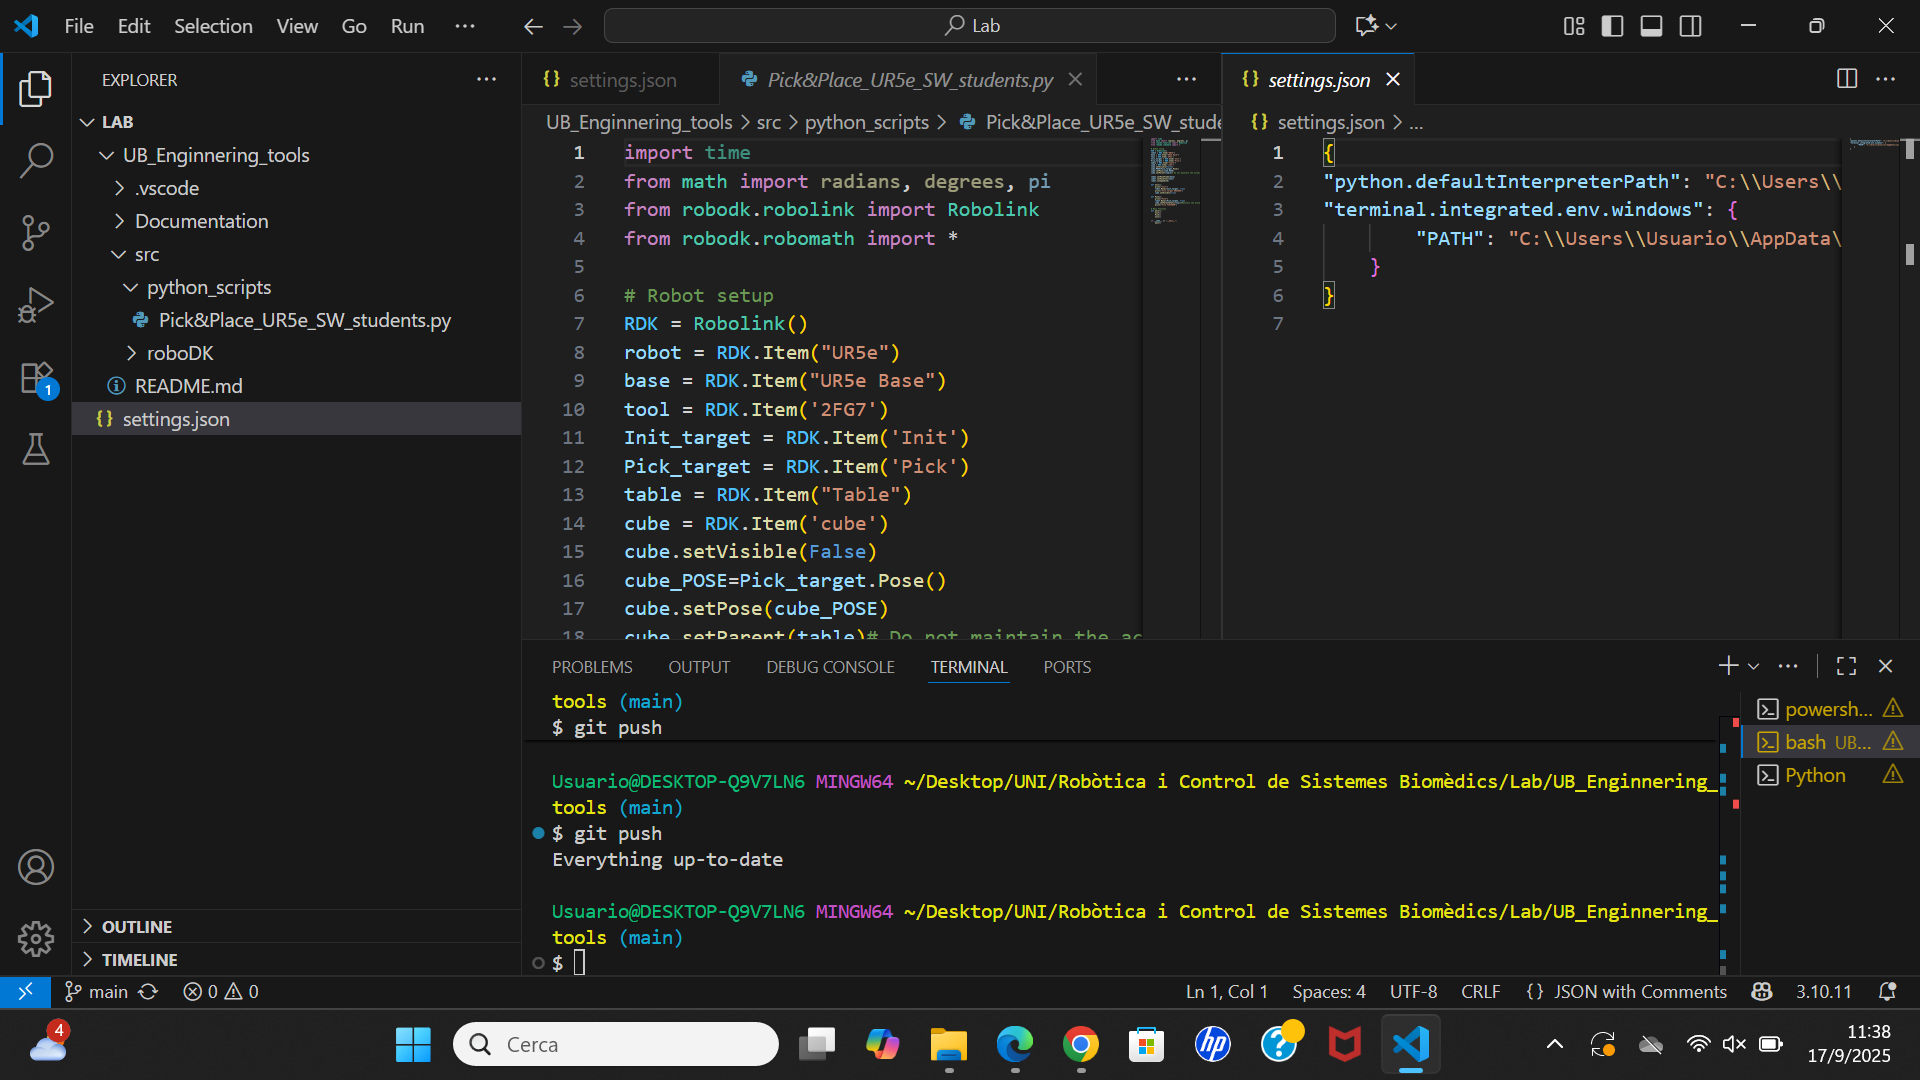 File Edit Selection View Go Run ···
Lab
EXPLORER
LAB
UB_Enginnering_tools
.vscode
Documentation
src
python_scripts
Pick&Place_UR5e_SW_students.py
roboDK
README.md
{} settings.json
OUTLINE
TIMELINE
1
{} settings.json
Pick&Place_UR5e_SW_students.py
UB_Enginnering_tools > src > python_scripts > Pick&Place_UR5e_SW_stude
1 import time
2 from math import radians, degrees, pi
3 from robodk.robolink import Robolink
4 from robodk.robomath import *
5
6 # Robot setup
7 RDK = Robolink()
8 robot = RDK.Item("UR5e")
9 base = RDK.Item("UR5e Base")
10 tool = RDK.Item('2FG7')
11 Init_target = RDK.Item('Init')
12 Pick_target = RDK.Item('Pick')
13 table = RDK.Item("Table")
14 cube = RDK.Item('cube')
15 cube.setVisible(False)
16 cube_POSE=Pick_target.Pose()
17 cube.setPose(cube_POSE)
18 cube.setParent(table)# Do not maintain the ac
{} settings.json
{} settings.json > ...
1 {
2 "python.defaultInterpreterPath": "C:\\Users\\
3 "terminal.integrated.env.windows": {
4 "PATH": "C:\\Users\\Usuario\\AppData\
5 }
6 }
7
PROBLEMS OUTPUT DEBUG CONSOLE TERMINAL PORTS
tools (main)
$ git push
Usuario@DESKTOP-Q9V7LN6 MINGW64 ~/Desktop/UNI/Robòtica i Control de Sistemes Biomèdics/Lab/UB_Enginnering_
tools (main)
$ git push
Everything up-to-date
Usuario@DESKTOP-Q9V7LN6 MINGW64 ~/Desktop/UNI/Robòtica i Control de Sistemes Biomèdics/Lab/UB_Enginnering_
tools (main)
$
powersh...
bash UB...
Python
main 0 0 Ln 1, Col 1 Spaces: 4 UTF-8 CRLF {} JSON with Comments 3.10.11
4
Cerca
hp
11:38
17/9/2025